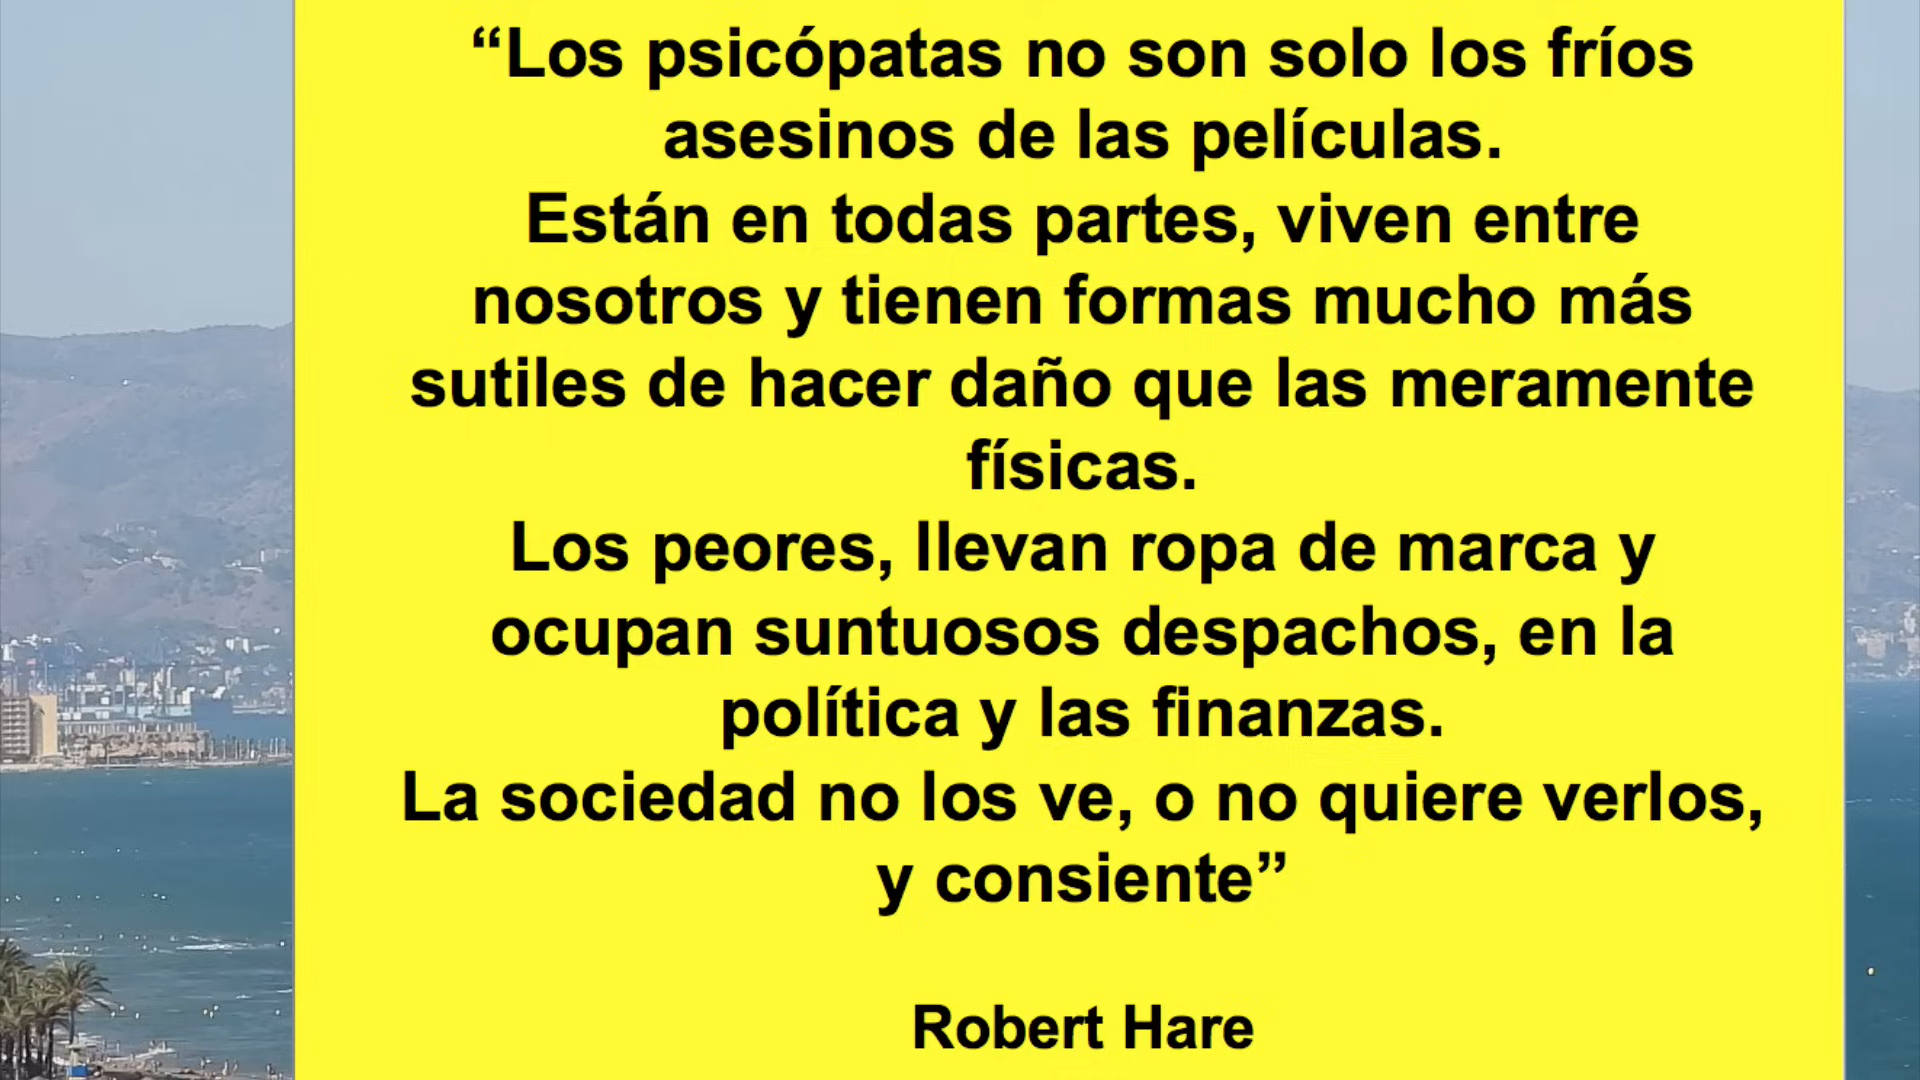 “Los psicópatas no son solo los fríos
asesinos de las películas.
Están en todas partes, viven entre
nosotros y tienen formas mucho más
sutiles de hacer daño que las meramente
físicas.
Los peores, llevan ropa de marca y
ocupan suntuosos despachos, en la
política y las finanzas.
La sociedad no los ve, o no quiere verlos,
y consiente”
Robert Hare